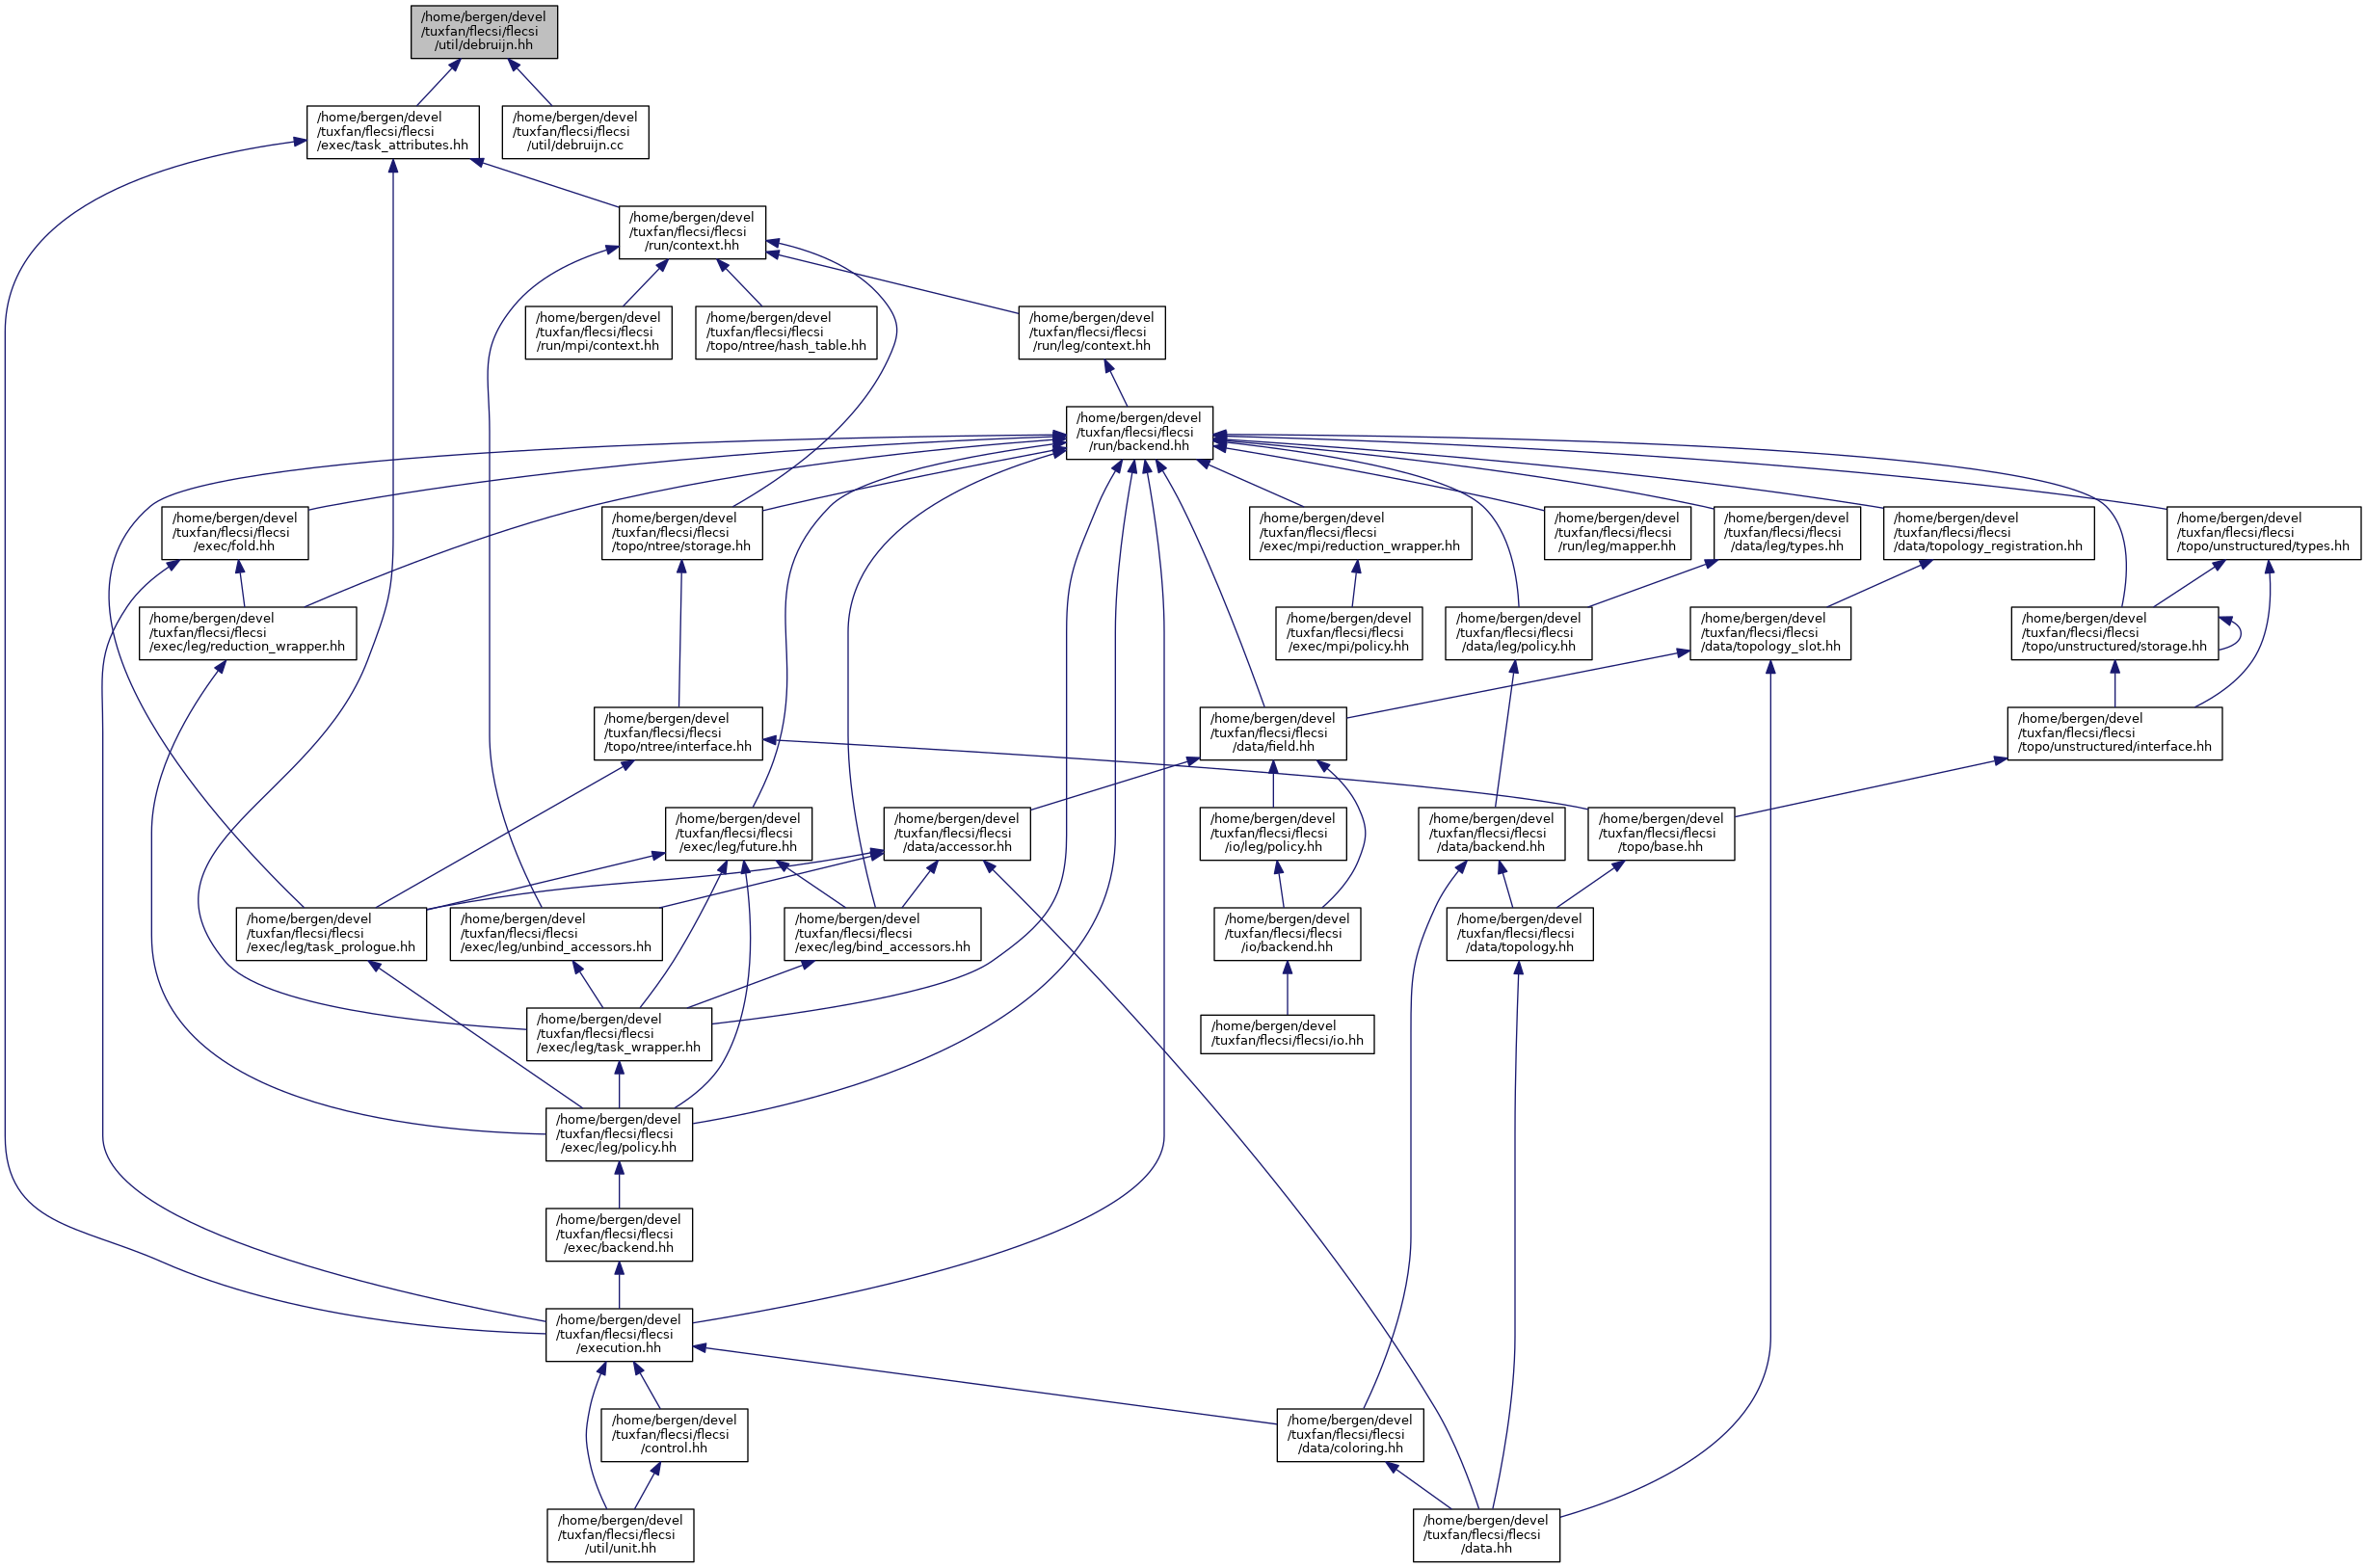 /home/bergen/devel
/tuxfan/flecsi/flecsi
/util/debruijn.hh
/home/bergen/devel
/tuxfan/flecsi/flecsi
/exec/task_attributes.hh
/home/bergen/devel
/tuxfan/flecsi/flecsi
/util/debruijn.cc
/home/bergen/devel
/tuxfan/flecsi/flecsi
/run/context.hh
/home/bergen/devel
/tuxfan/flecsi/flecsi
/run/mpi/context.hh
/home/bergen/devel
/tuxfan/flecsi/flecsi
/topo/ntree/hash_table.hh
/home/bergen/devel
/tuxfan/flecsi/flecsi
/run/leg/context.hh
/home/bergen/devel
/tuxfan/flecsi/flecsi
/run/backend.hh
/home/bergen/devel
/tuxfan/flecsi/flecsi
/exec/fold.hh
/home/bergen/devel
/tuxfan/flecsi/flecsi
/topo/ntree/storage.hh
/home/bergen/devel
/tuxfan/flecsi/flecsi
/exec/mpi/reduction_wrapper.hh
/home/bergen/devel
/tuxfan/flecsi/flecsi
/run/leg/mapper.hh
/home/bergen/devel
/tuxfan/flecsi/flecsi
/data/leg/types.hh
/home/bergen/devel
/tuxfan/flecsi/flecsi
/data/topology_registration.hh
/home/bergen/devel
/tuxfan/flecsi/flecsi
/topo/unstructured/types.hh
/home/bergen/devel
/tuxfan/flecsi/flecsi
/exec/leg/reduction_wrapper.hh
/home/bergen/devel
/tuxfan/flecsi/flecsi
/exec/mpi/policy.hh
/home/bergen/devel
/tuxfan/flecsi/flecsi
/data/leg/policy.hh
/home/bergen/devel
/tuxfan/flecsi/flecsi
/data/topology_slot.hh
/home/bergen/devel
/tuxfan/flecsi/flecsi
/topo/unstructured/storage.hh
/home/bergen/devel
/tuxfan/flecsi/flecsi
/topo/ntree/interface.hh
/home/bergen/devel
/tuxfan/flecsi/flecsi
/data/field.hh
/home/bergen/devel
/tuxfan/flecsi/flecsi
/topo/unstructured/interface.hh
/home/bergen/devel
/tuxfan/flecsi/flecsi
/exec/leg/future.hh
/home/bergen/devel
/tuxfan/flecsi/flecsi
/data/accessor.hh
/home/bergen/devel
/tuxfan/flecsi/flecsi
/io/leg/policy.hh
/home/bergen/devel
/tuxfan/flecsi/flecsi
/data/backend.hh
/home/bergen/devel
/tuxfan/flecsi/flecsi
/topo/base.hh
/home/bergen/devel
/tuxfan/flecsi/flecsi
/exec/leg/task_prologue.hh
/home/bergen/devel
/tuxfan/flecsi/flecsi
/exec/leg/unbind_accessors.hh
/home/bergen/devel
/tuxfan/flecsi/flecsi
/exec/leg/bind_accessors.hh
/home/bergen/devel
/tuxfan/flecsi/flecsi
/io/backend.hh
/home/bergen/devel
/tuxfan/flecsi/flecsi
/data/topology.hh
/home/bergen/devel
/tuxfan/flecsi/flecsi
/exec/leg/task_wrapper.hh
/home/bergen/devel
/tuxfan/flecsi/flecsi/io.hh
/home/bergen/devel
/tuxfan/flecsi/flecsi
/exec/leg/policy.hh
/home/bergen/devel
/tuxfan/flecsi/flecsi
/exec/backend.hh
/home/bergen/devel
/tuxfan/flecsi/flecsi
/execution.hh
/home/bergen/devel
/tuxfan/flecsi/flecsi
/control.hh
/home/bergen/devel
/tuxfan/flecsi/flecsi
/data/coloring.hh
/home/bergen/devel
/tuxfan/flecsi/flecsi
/util/unit.hh
/home/bergen/devel
/tuxfan/flecsi/flecsi
/data.hh